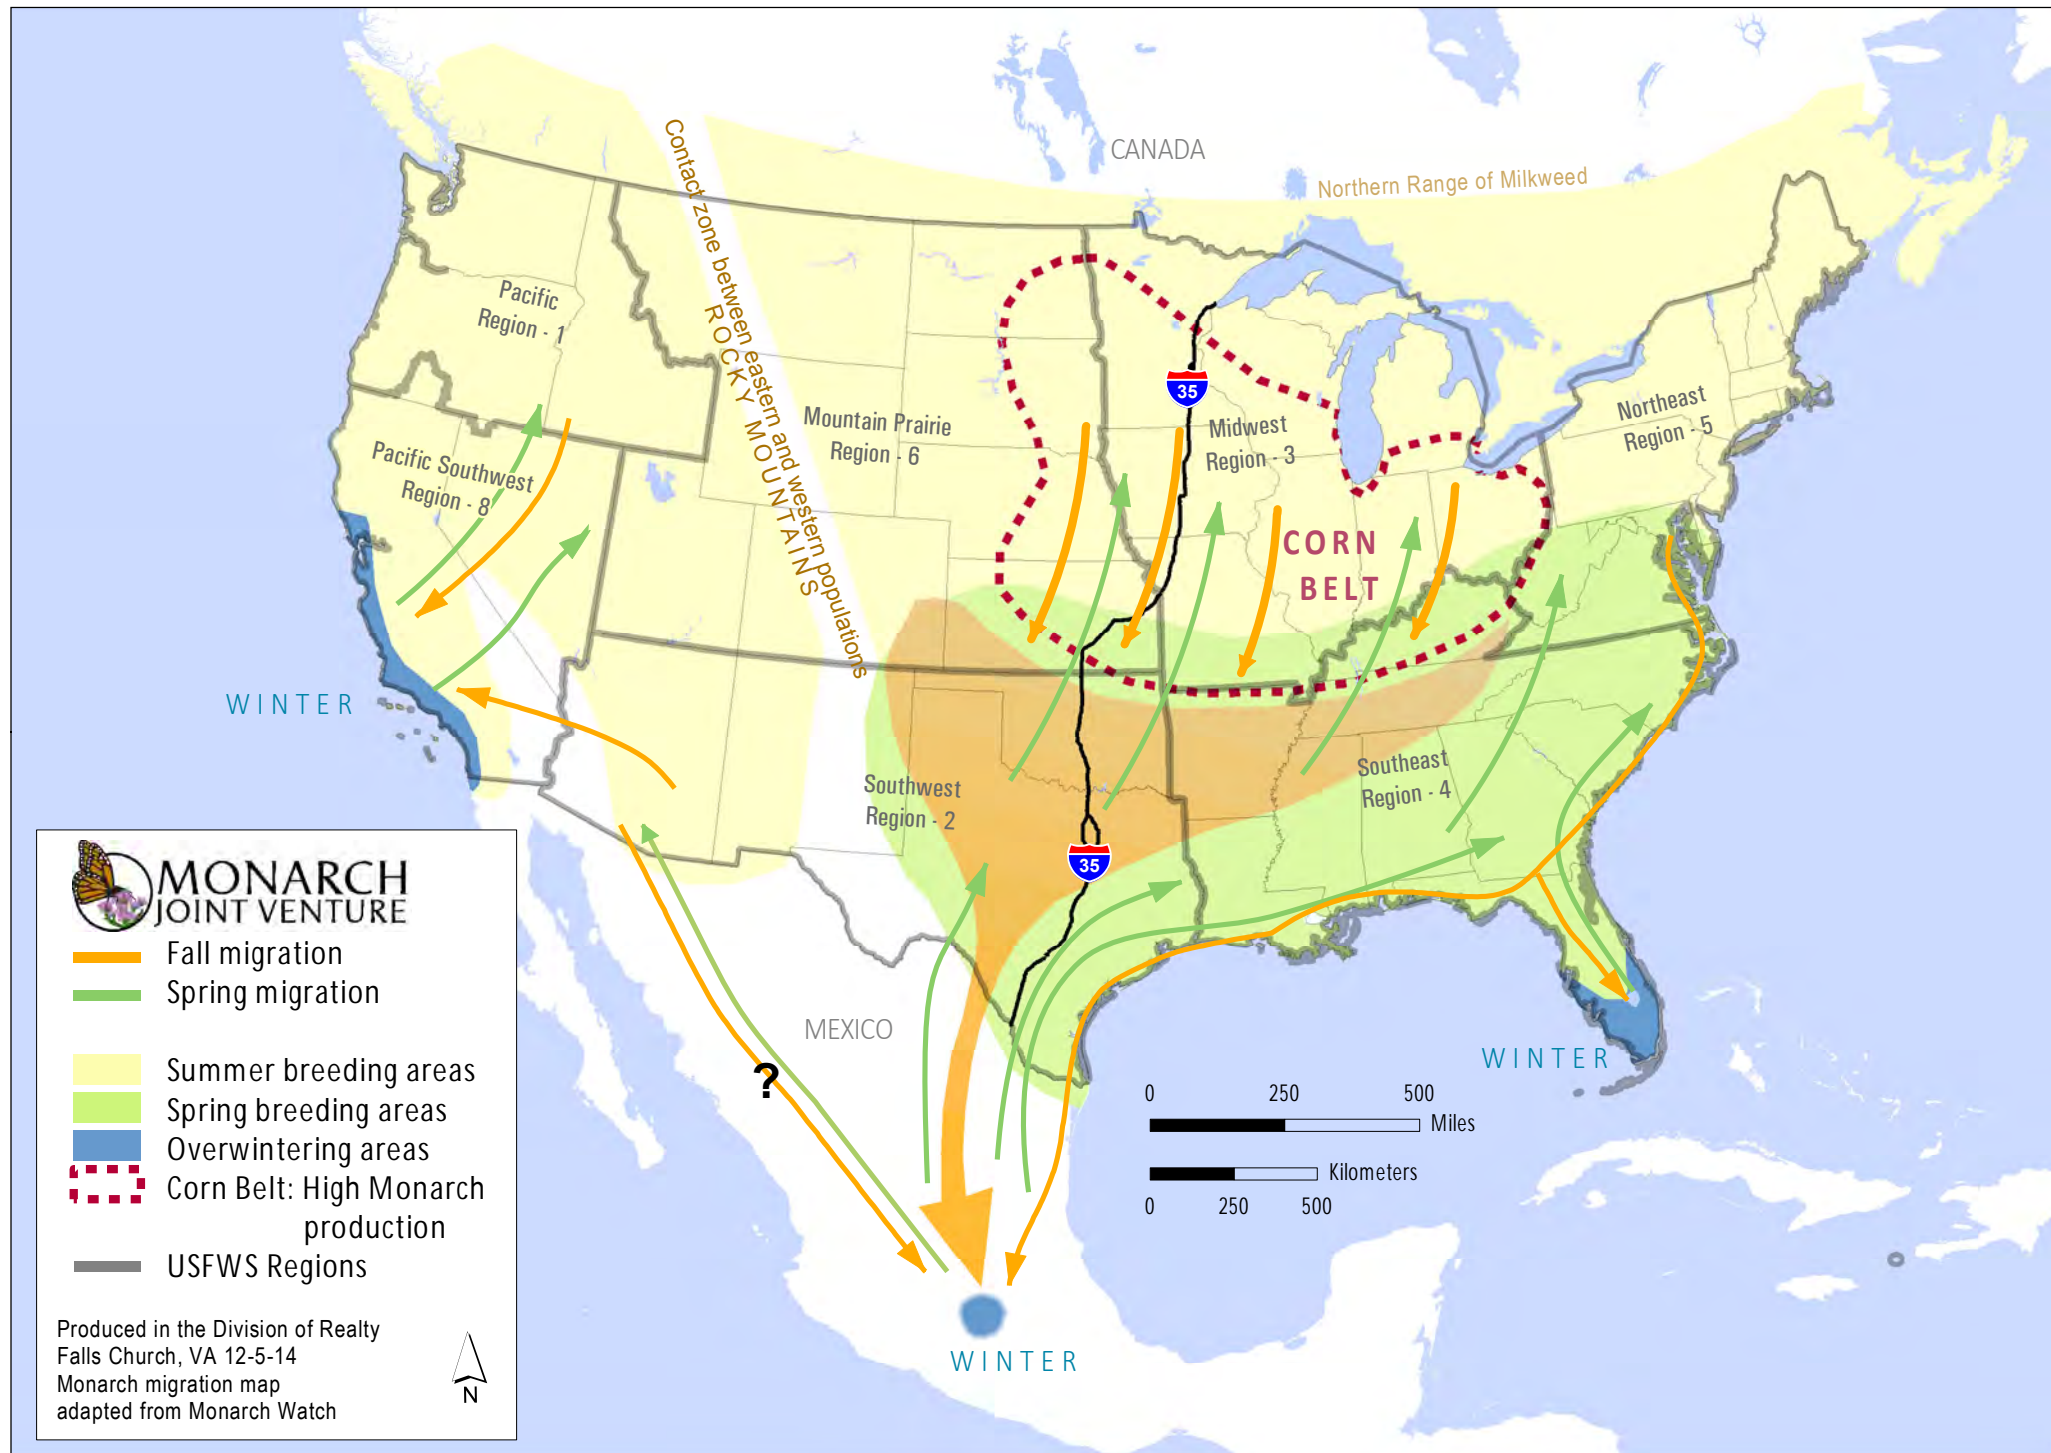 CANADA
Northern Range of Milkweed
Contact zone between eastern and western populations
ROCKY MOUNTAINS
Pacific
Region - 1
35
Mountain Prairie
Region - 6
Midwest
Region - 3
Northeast
Region - 5
Pacific Southwest
Region - 8
CORN
BELT
WINTER
Southwest
Region - 2
Southeast
Region - 4
35
MEXICO
?
WINTER
0 250 500
Miles
Kilometers
0 250 500
WINTER
MONARCH
JOINT VENTURE
Fall migration
Spring migration
Summer breeding areas
Spring breeding areas
Overwintering areas
Corn Belt: High Monarch
production
USFWS Regions
Produced in the Division of Realty
Falls Church, VA 12-5-14
Monarch migration map
adapted from Monarch Watch
N